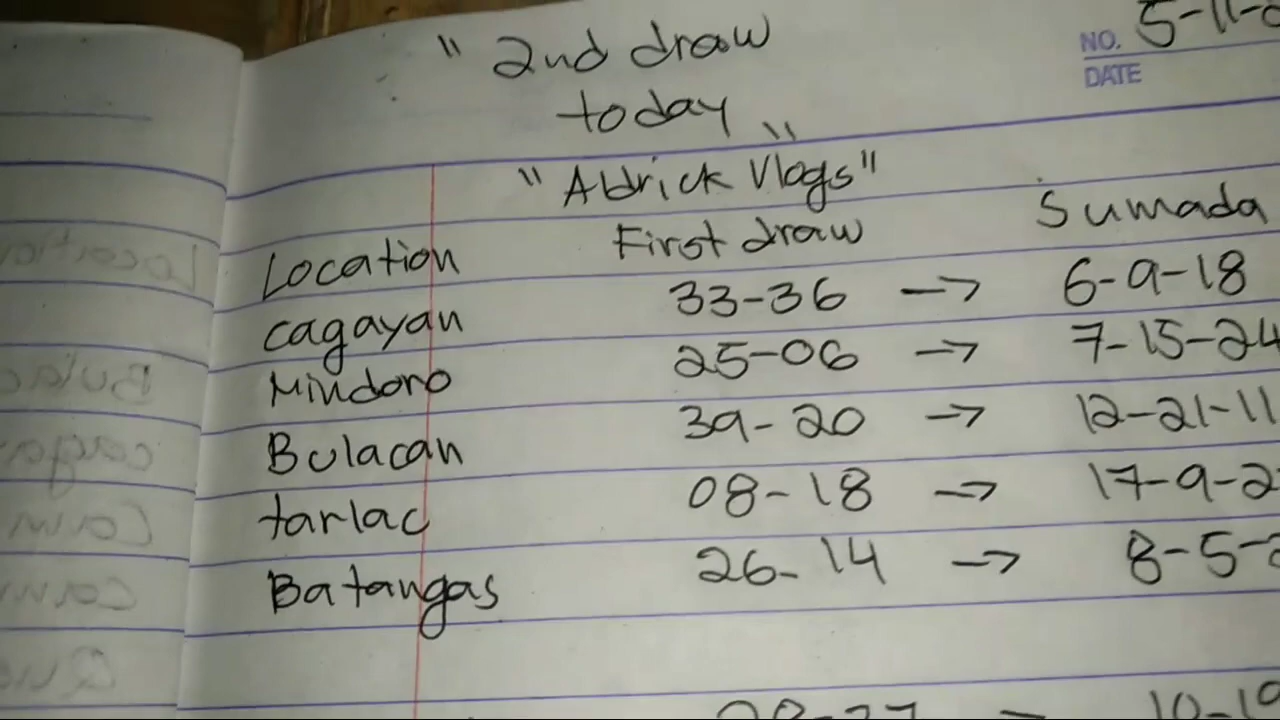 NO. 5-11-
DATE
" 2nd draw
today "
" Aldrick Vlogs"
Location First draw Sumada
cagayan 33-36 → 6-9-18
Mindoro 25-06 → 7-15-24
Bulacan 39-20 → 12-21-11
tarlac 08-18 → 17-9-2
Batangas 26-14 → 8-5-2